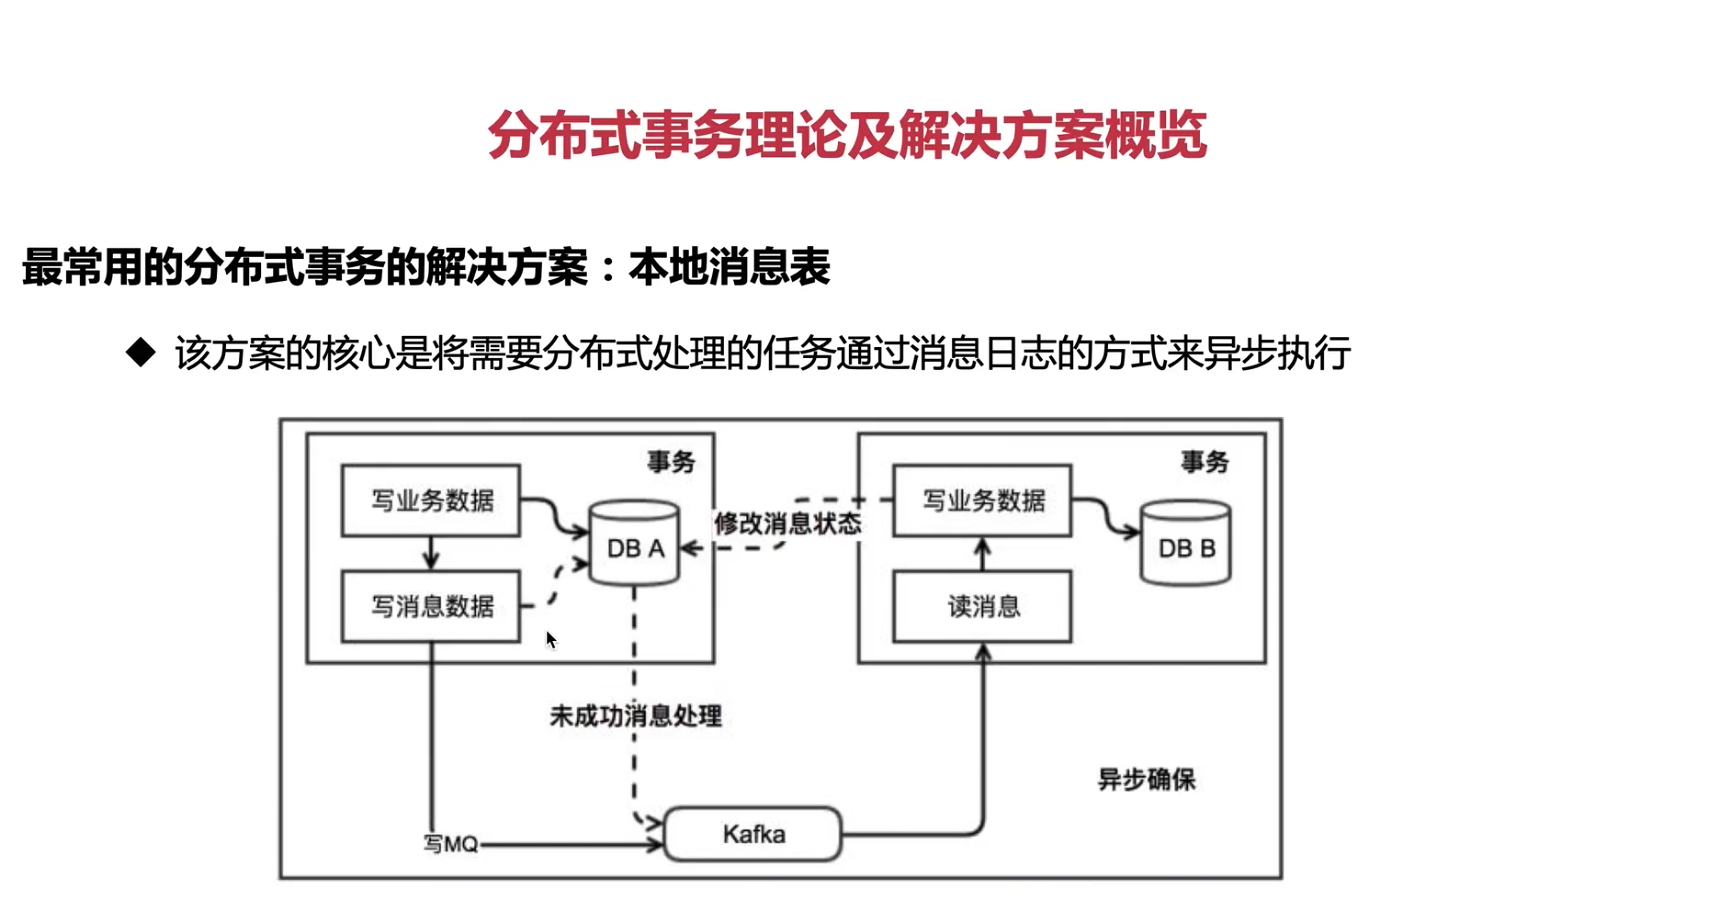 分布式事务理论及解决方案概览
最常用的分布式事务的解决方案：本地消息表
◆ 该方案的核心是将需要分布式处理的任务通过消息日志的方式来异步执行
事务
写业务数据
DB A
写消息数据
修改消息状态
事务
写业务数据
DB B
读消息
未成功消息处理
异步确保
写MQ
Kafka